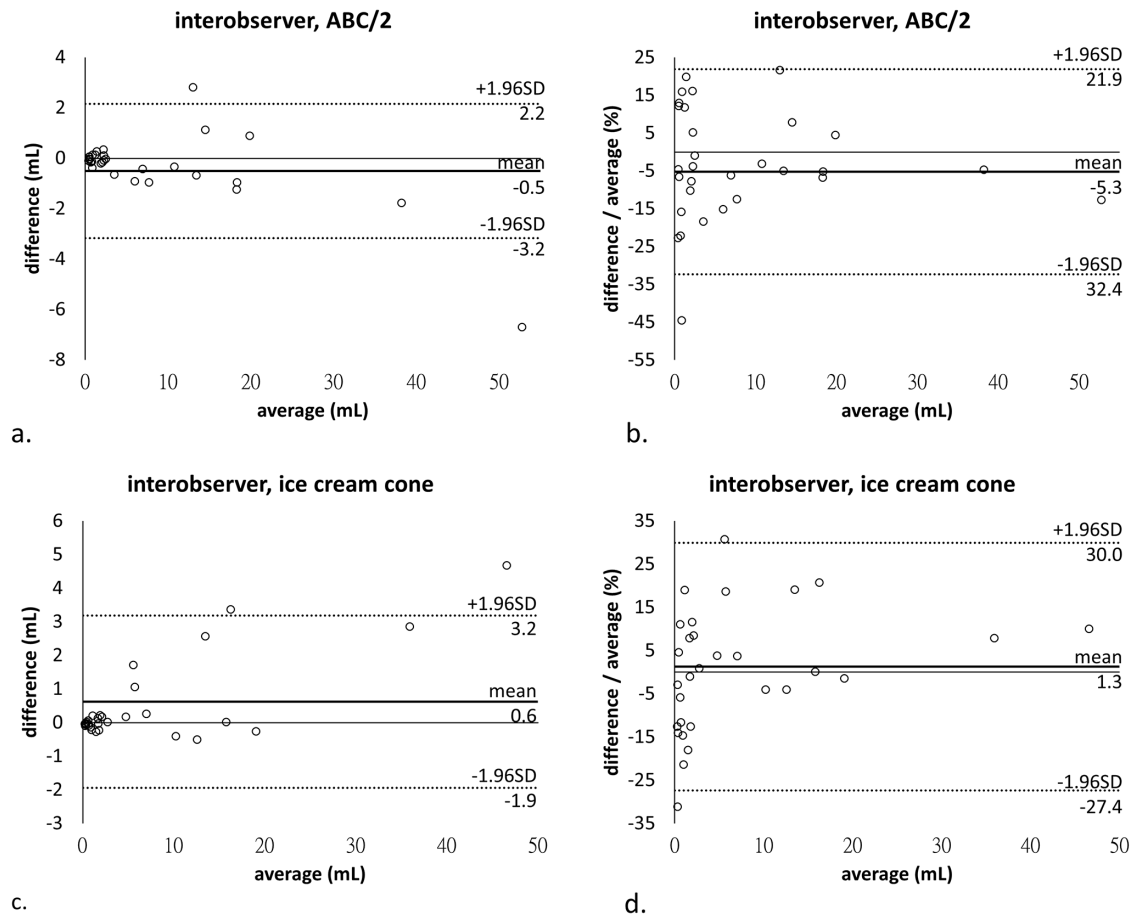 interobserver, ABC/2
4
2
0
-2
-4
-6
-8
difference (mL)
+1.96SD
2.2
mean
-0.5
-1.96SD
-3.2
0 10 20 30 40 50
average (mL)
a.
interobserver, ABC/2
25
15
5
-5
-15
-25
-35
-45
-55
difference / average (%)
+1.96SD
21.9
mean
-5.3
-1.96SD
32.4
0 10 20 30 40 50
average (mL)
b.
interobserver, ice cream cone
6
5
4
3
2
1
0
-1
-2
-3
difference (mL)
+1.96SD
3.2
mean
0.6
-1.96SD
-1.9
0 10 20 30 40 50
average (mL)
c.
interobserver, ice cream cone
35
25
15
5
-5
-15
-25
-35
difference / average (%)
+1.96SD
30.0
mean
1.3
-1.96SD
-27.4
0 10 20 30 40 50
average (mL)
d.